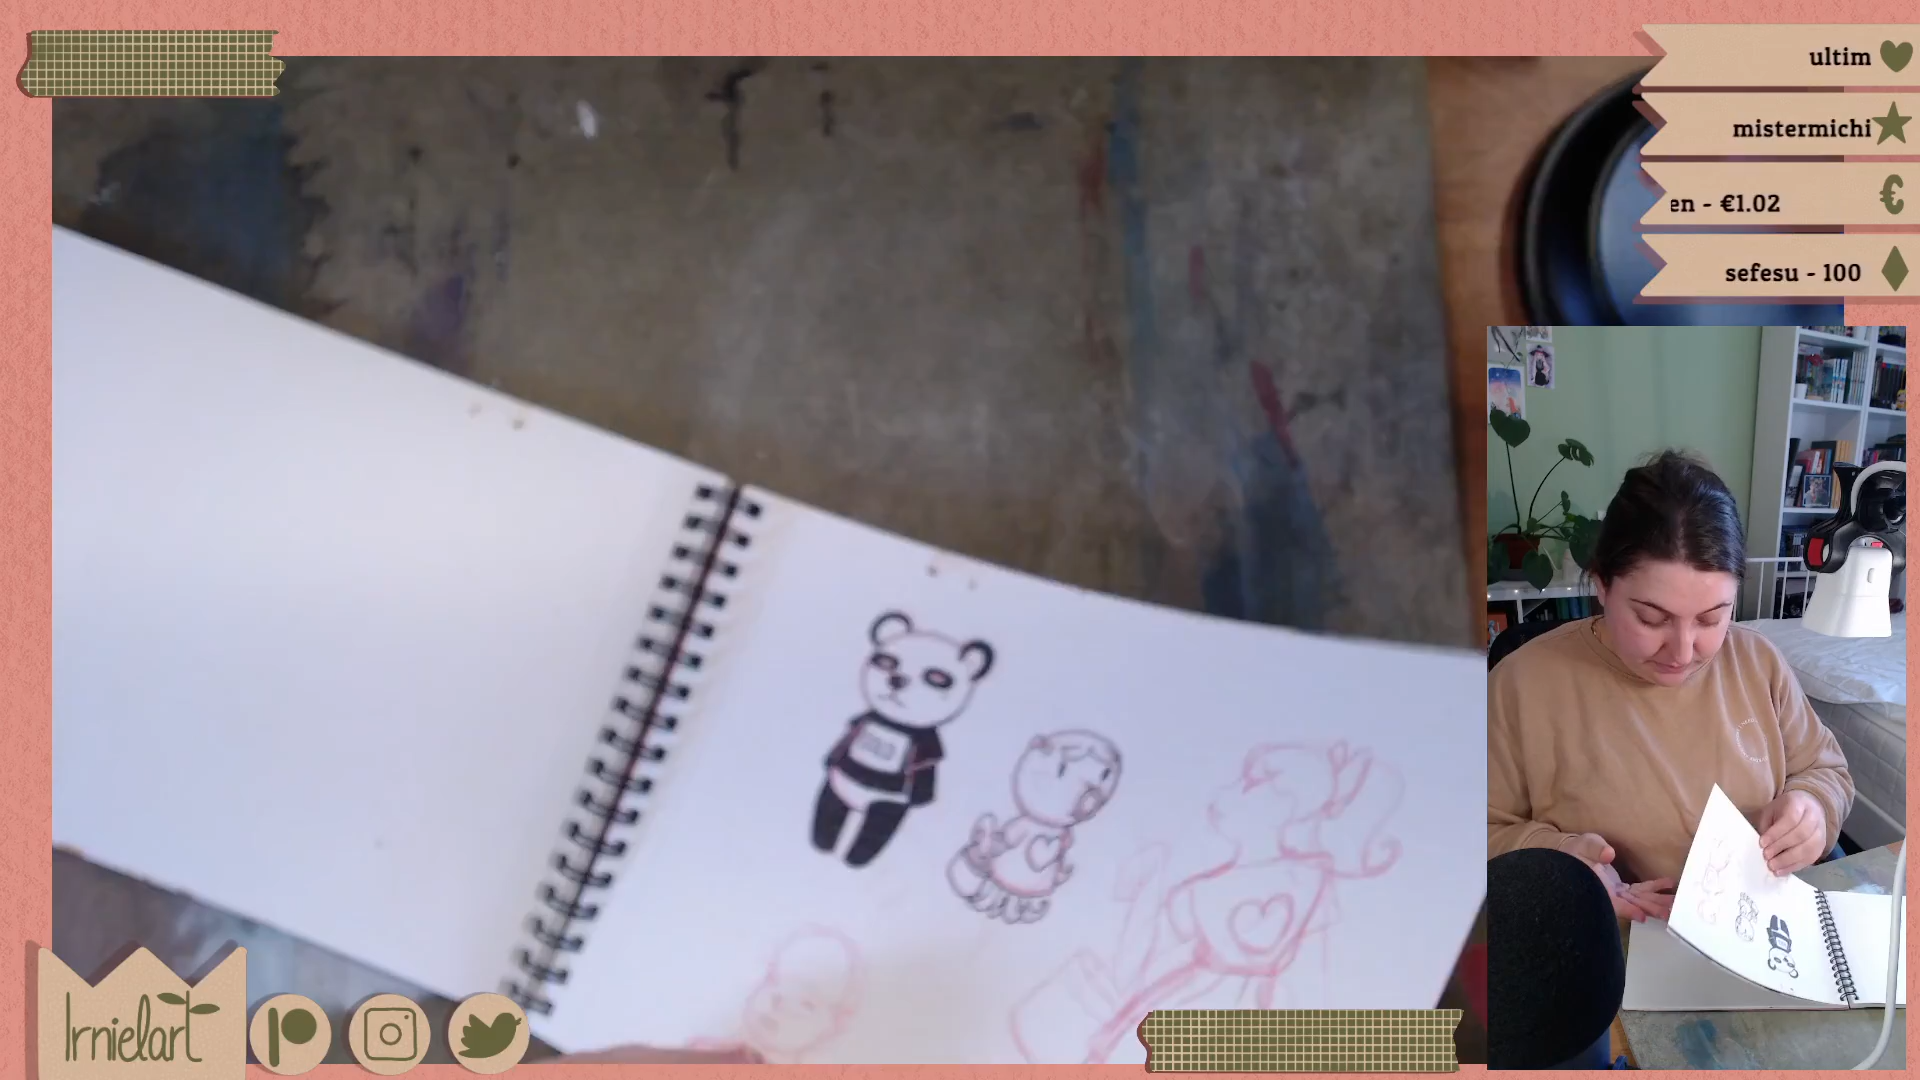 ultim
mistermichi
en - €1.02
sefesu - 100
Irnielart